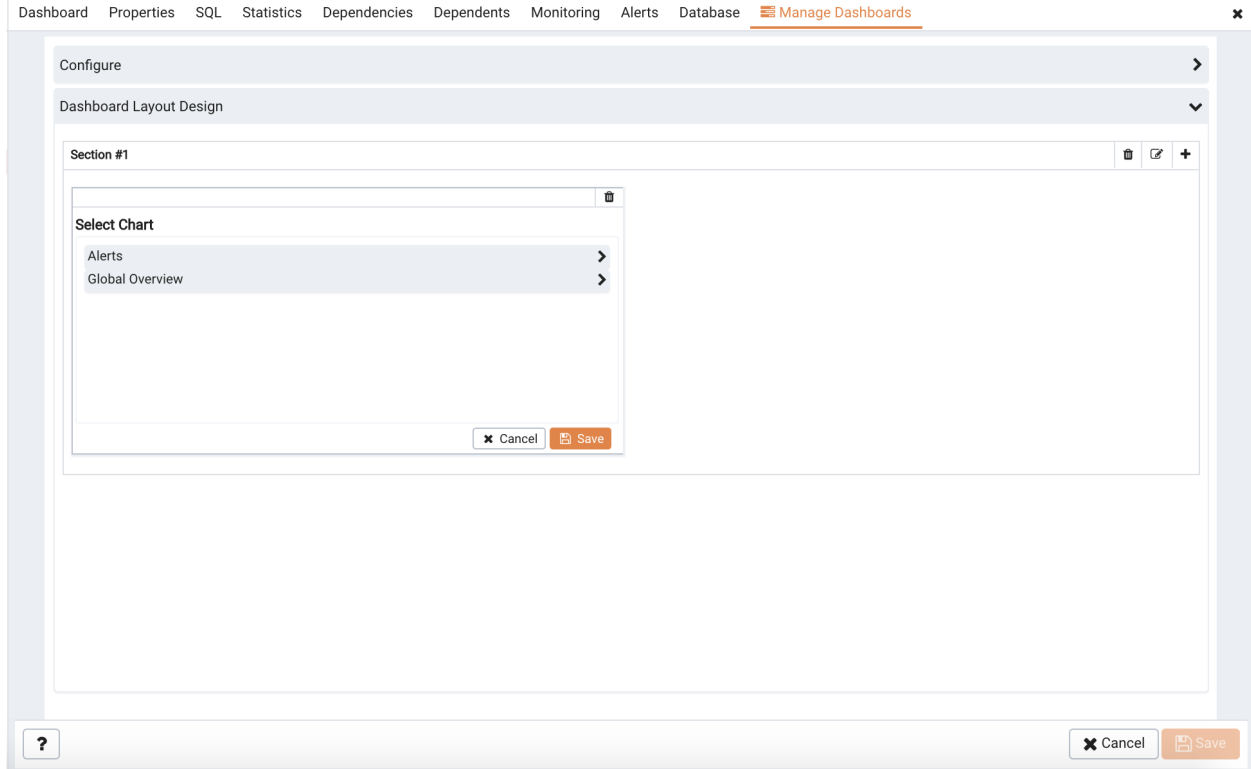 Dashboard Properties SQL Statistics Dependencies Dependents Monitoring Alerts Database Manage Dashboards
Configure
Dashboard Layout Design
Section #1
Select Chart
Alerts
Global Overview
Cancel Save
? Cancel Save